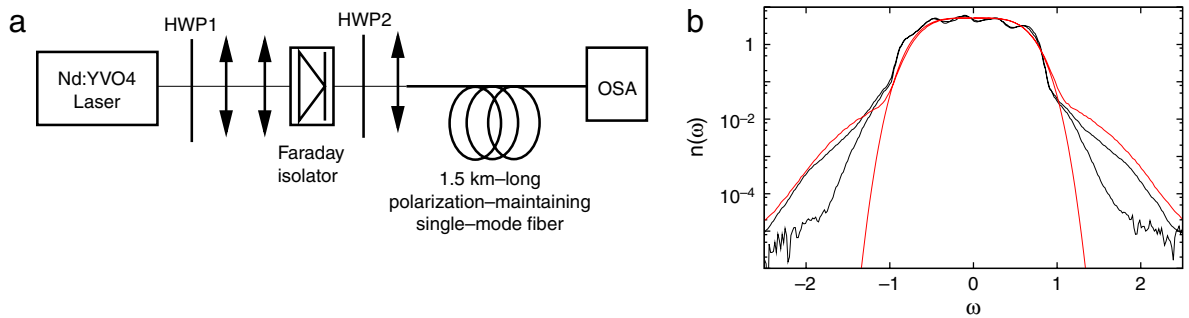 a
HWP1
HWP2
Nd:YVO4
Laser
OSA
Faraday
isolator
1.5 km–long
polarization–maintaining
single–mode fiber
b
n(ω)
1
10⁻²
10⁻⁴
−2
−1
0
1
2
ω